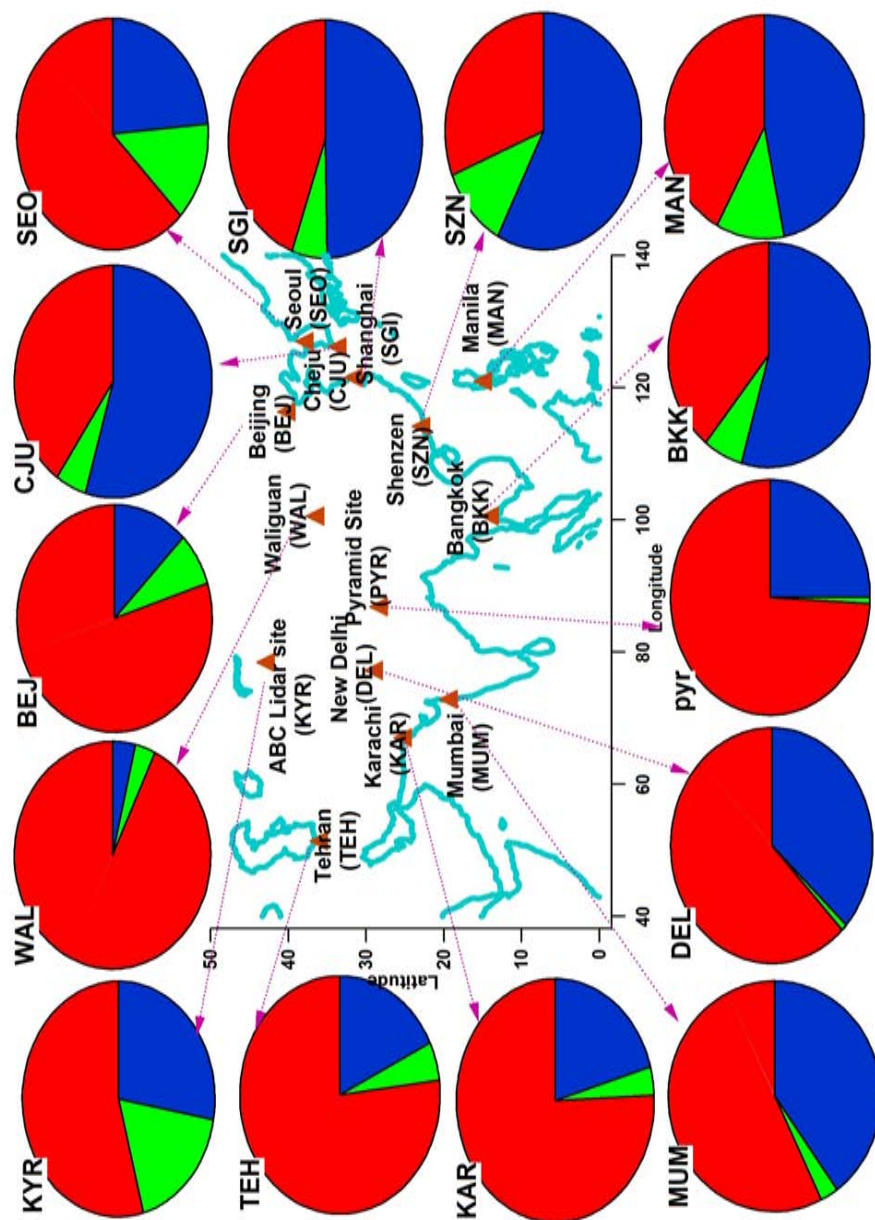 KYR
WAL
BEJ
CJU
SEO
TEH
SGI
KAR
SZN
MUM
DEL
pyr
BKK
MAN
ABC Lidar site
(KYR)
Waliguan
(WAL)
Beijing
(BEJ)
Cheju
(CJU)
Seoul
(SEO)
Tehran
(TEH)
New Delhi
(DEL)
Pyramid Site
(PYR)
Shanghai
(SGI)
Karachi
(KAR)
Shenzen
(SZN)
Mumbai
(MUM)
Bangkok
(BKK)
Manila
(MAN)
Latitude
50
40
30
20
10
0
40
60
80
100
120
140
Longitude